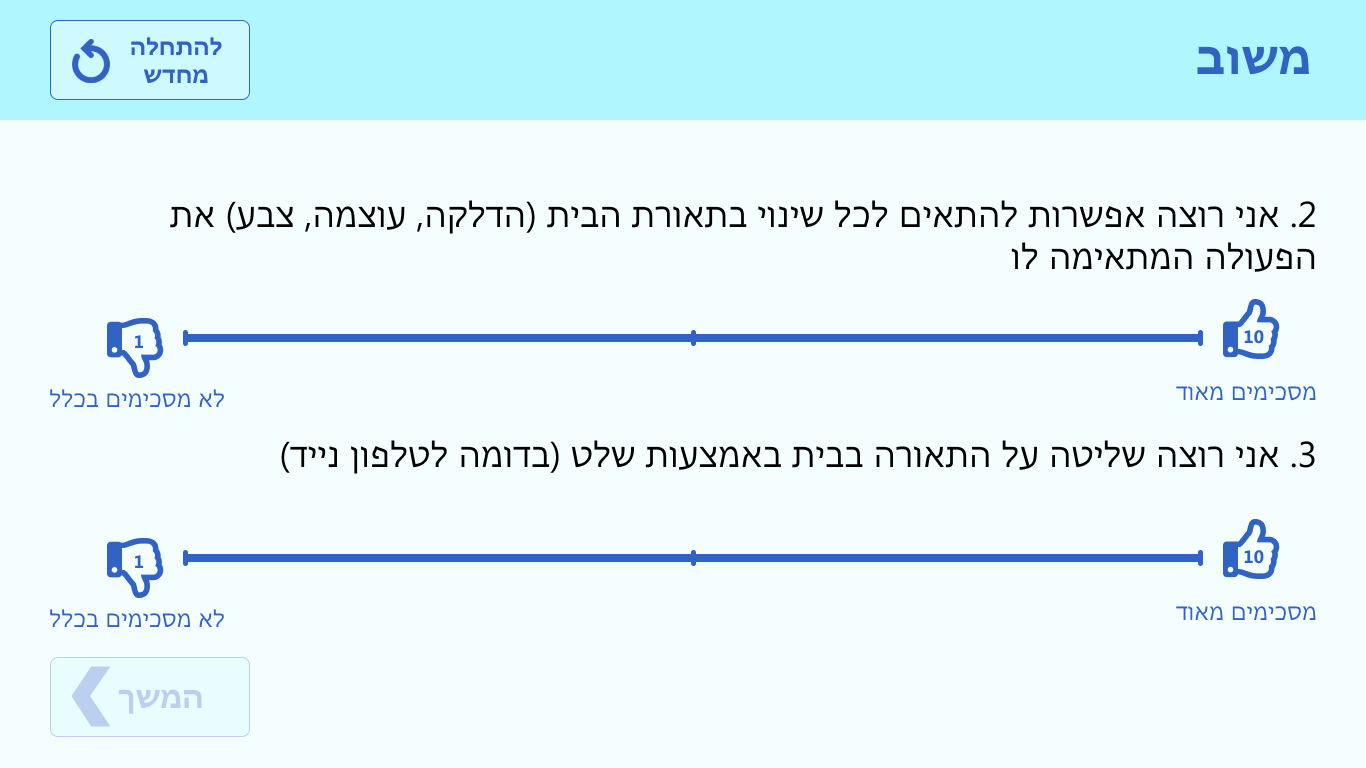 משוב
להתחלה
מחדש
2. אני רוצה אפשרות להתאים לכל שינוי בתאורת הבית (הדלקה, עוצמה, צבע) את
הפעולה המתאימה לו
10
1
מסכימים מאוד
לא מסכימים בכלל
3. אני רוצה שליטה על התאורה בבית באמצעות שלט (בדומה לטלפון נייד)
10
1
מסכימים מאוד
לא מסכימים בכלל
המשך